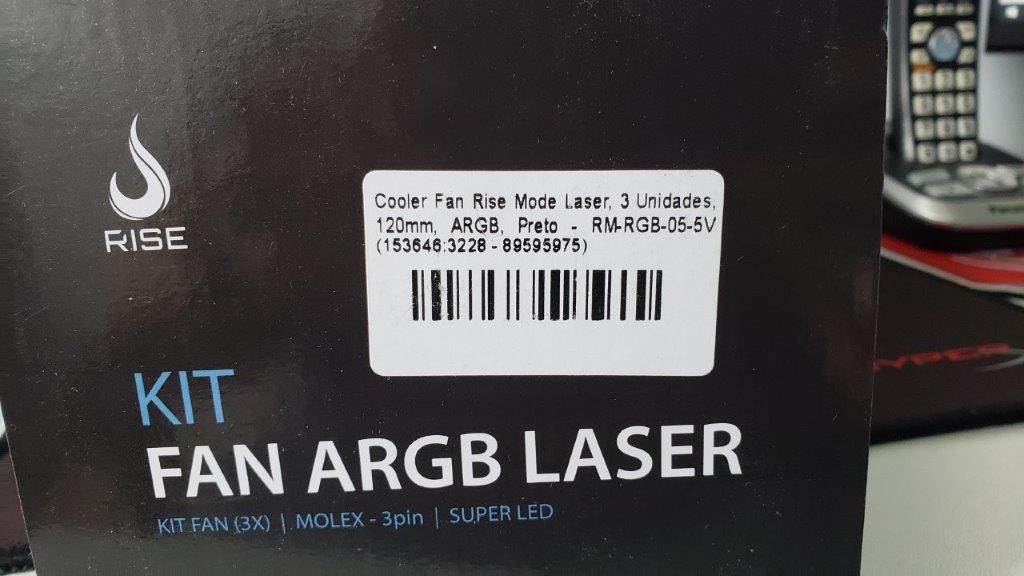 RISE
Cooler Fan Rise Mode Laser, 3 Unidades,
120mm, ARGB, Preto - RM-RGB-05-5V
(153646:3228 - 89595975)
KIT
FAN ARGB LASER
KIT FAN (3X) | MOLEX - 3pin | SUPER LED
HYPER